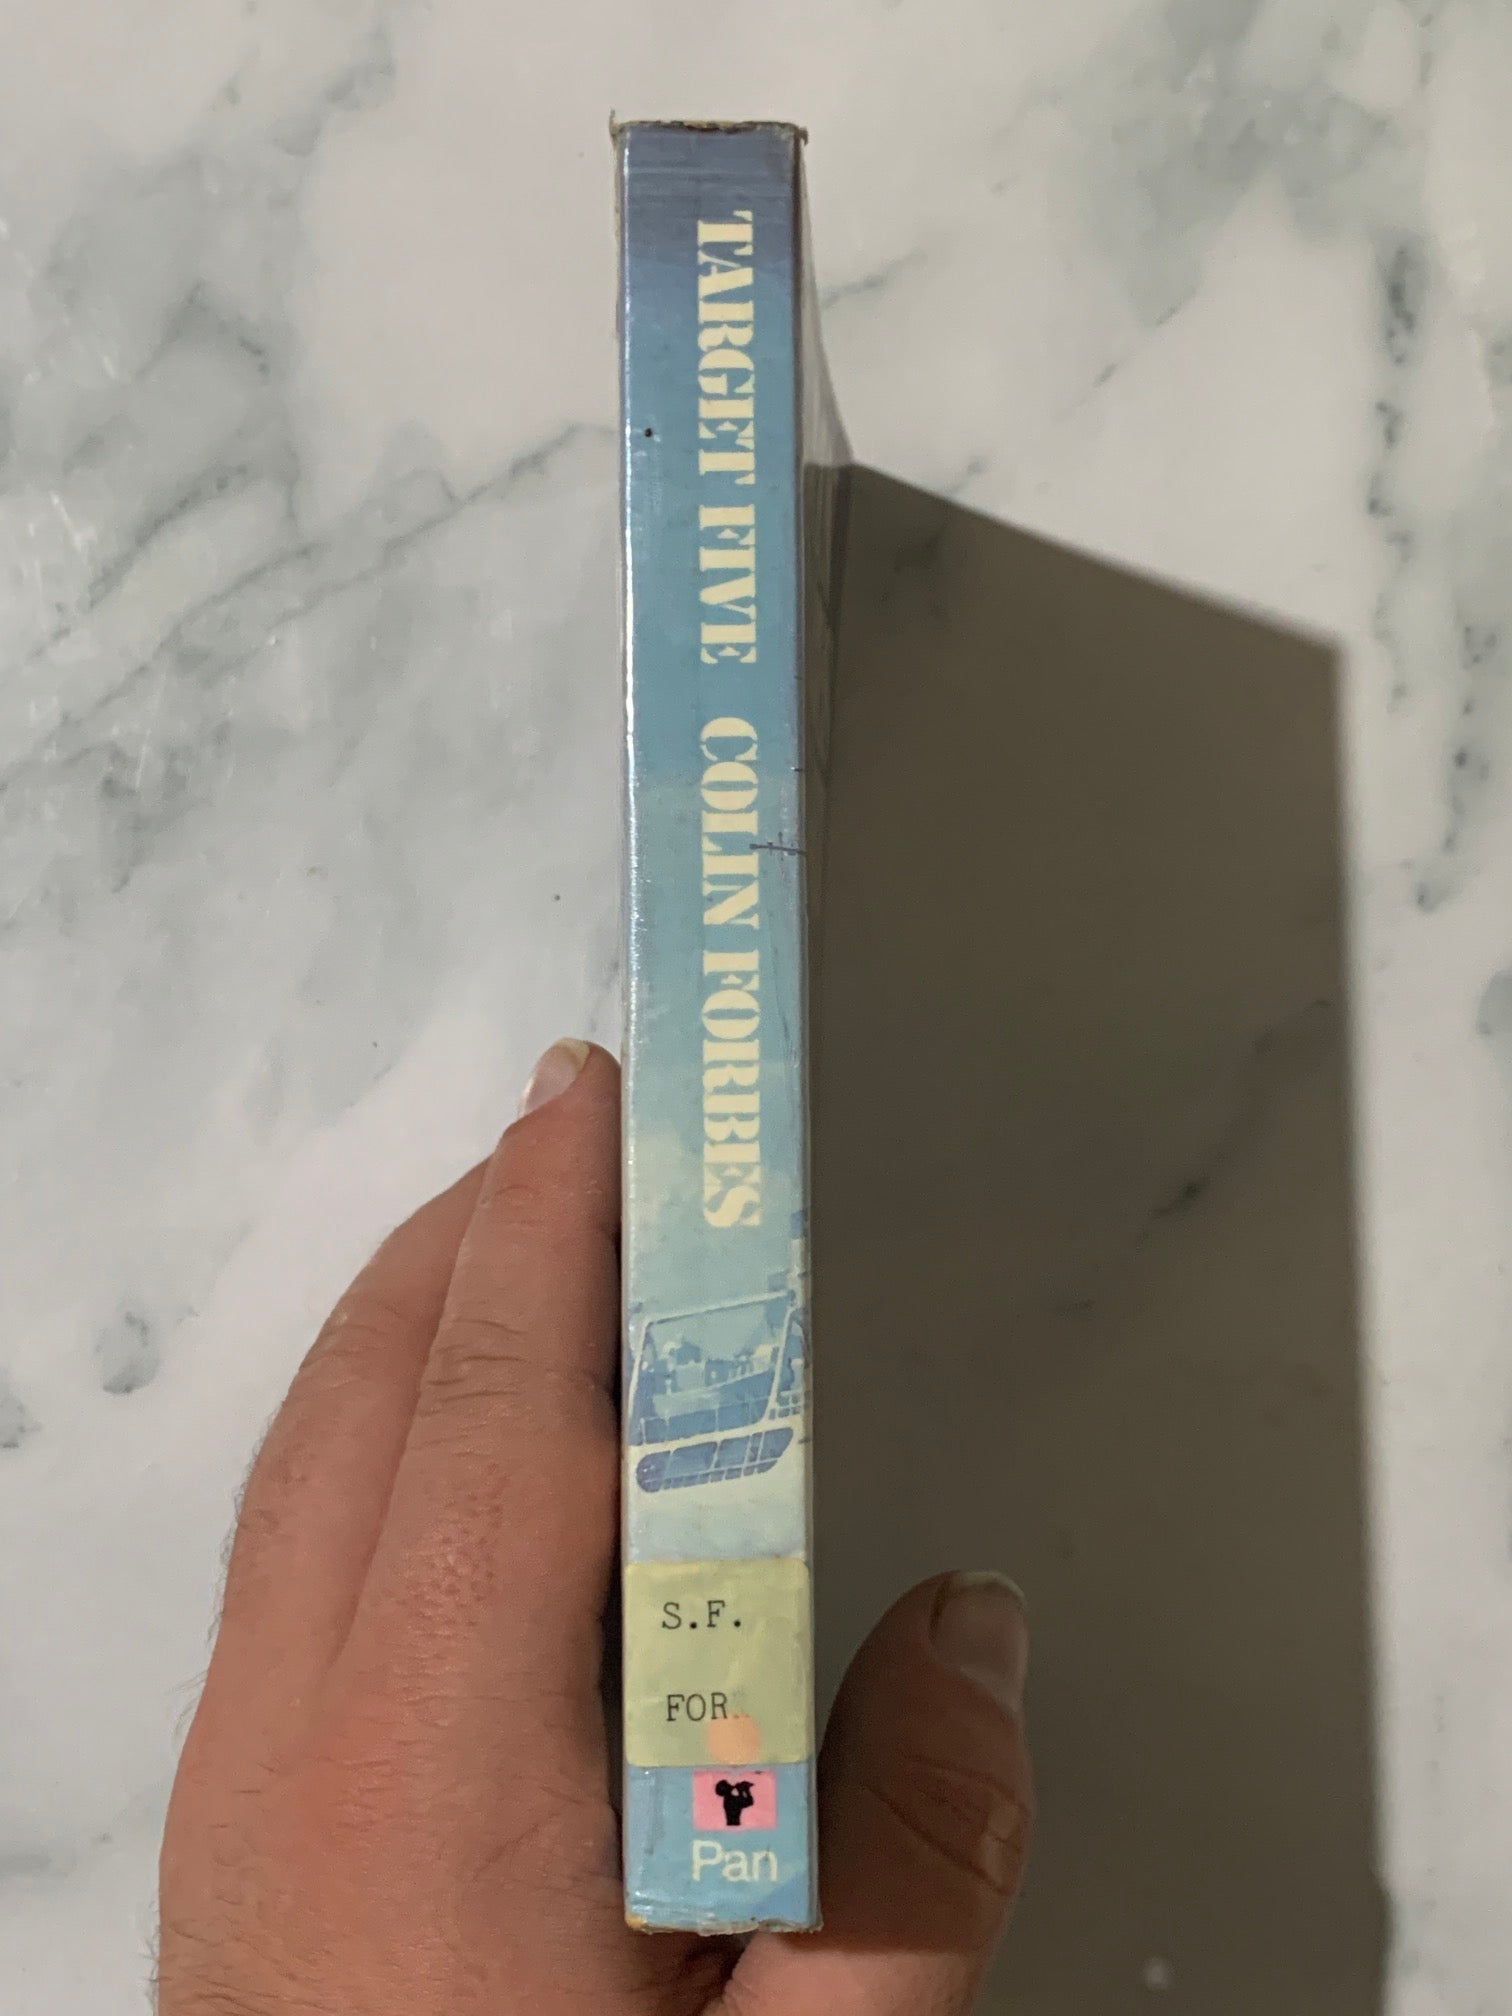 TARGET FIVE COLIN FORBES
S.F.
FOR
Pan